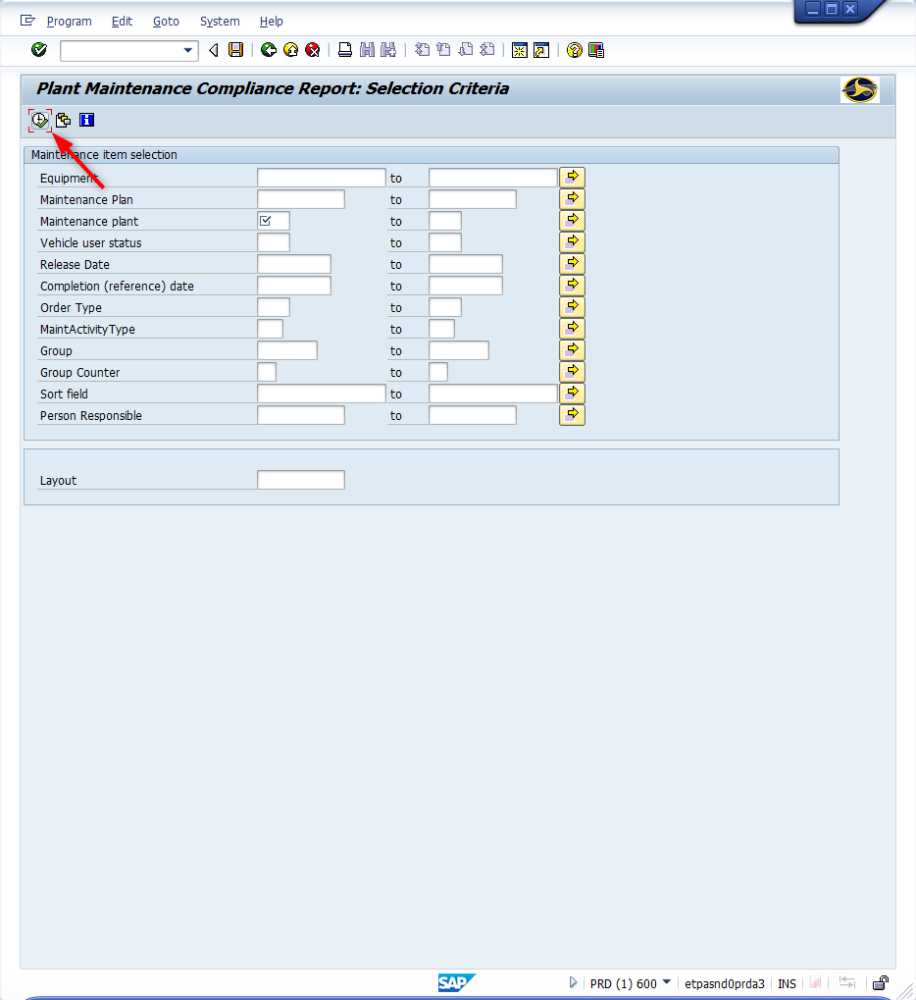 Program Edit Goto System Help
Plant Maintenance Compliance Report: Selection Criteria
Maintenance item selection
Equipment to
Maintenance Plan to
Maintenance plant to
Vehicle user status to
Release Date to
Completion (reference) date to
Order Type to
MaintActivityType to
Group to
Group Counter to
Sort field to
Person Responsible to
Layout
SAP PRD (1) 600 etpasnd0prda3 INS